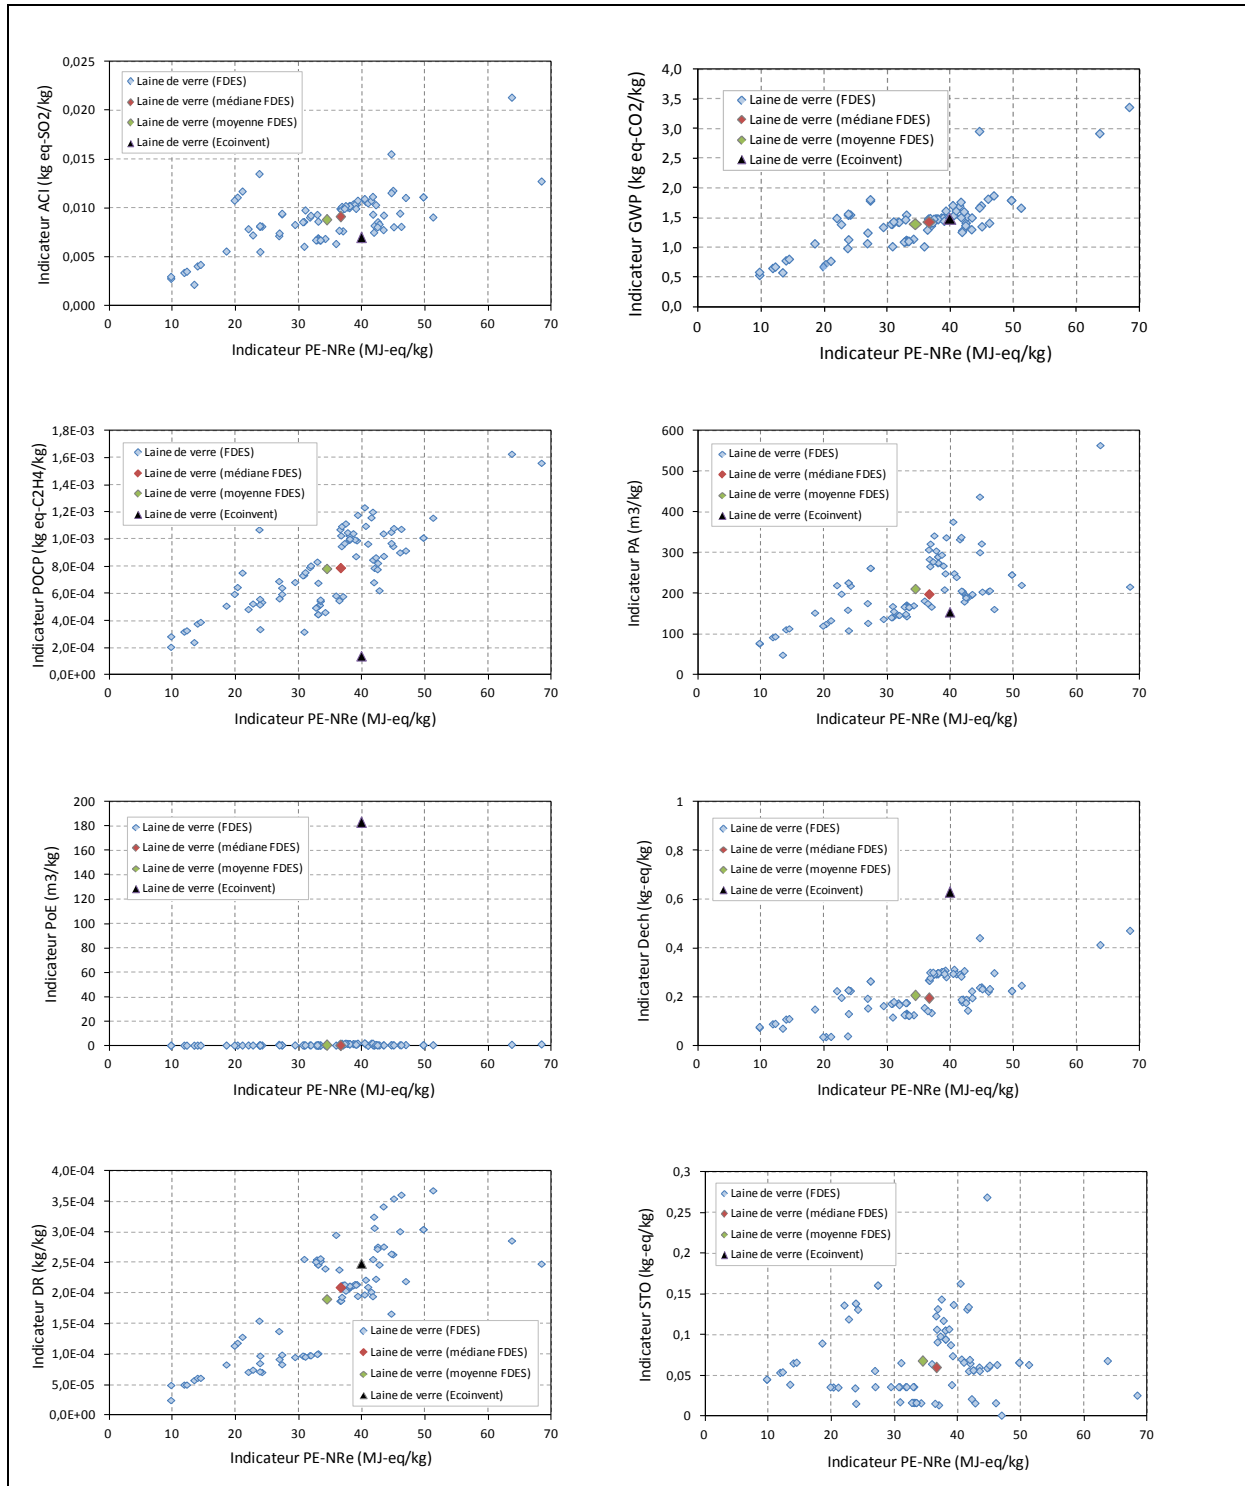 0,025
0,020
0,015
0,010
0,005
0,000
Indicateur ACI (kg eq-SO2/kg)
Laine de verre (FDES)
Laine de verre (médiane FDES)
Laine de verre (moyenne FDES)
Laine de verre (Ecoinvent)
0 10 20 30 40 50 60 70
Indicateur PE-NRe (MJ-eq/kg)
4,0
3,5
3,0
2,5
2,0
1,5
1,0
0,5
0,0
Indicateur GWP (kg eq-CO2/kg)
Laine de verre (FDES)
Laine de verre (médiane FDES)
Laine de verre (moyenne FDES)
Laine de verre (Ecoinvent)
0 10 20 30 40 50 60 70
Indicateur PE-NRe (MJ-eq/kg)
1,8E-03
1,6E-03
1,4E-03
1,2E-03
1,0E-03
8,0E-04
6,0E-04
4,0E-04
2,0E-04
0,0E+00
Indicateur POCP (kg eq-C2H4/kg)
Laine de verre (FDES)
Laine de verre (médiane FDES)
Laine de verre (moyenne FDES)
Laine de verre (Ecoinvent)
0 10 20 30 40 50 60 70
Indicateur PE-NRe (MJ-eq/kg)
600
500
400
300
200
100
0
Indicateur PA (m3/kg)
Laine de verre (FDES)
Laine de verre (médiane FDES)
Laine de verre (moyenne FDES)
Laine de verre (Ecoinvent)
0 10 20 30 40 50 60 70
Indicateur PE-NRe (MJ-eq/kg)
200
180
160
140
120
100
80
60
40
20
0
Indicateur PoE (m3/kg)
Laine de verre (FDES)
Laine de verre (médiane FDES)
Laine de verre (moyenne FDES)
Laine de verre (Ecoinvent)
0 10 20 30 40 50 60 70
Indicateur PE-NRe (MJ-eq/kg)
1
0,8
0,6
0,4
0,2
0
Indicateur Dech (kg-eq/kg)
Laine de verre (FDES)
Laine de verre (médiane FDES)
Laine de verre (moyenne FDES)
Laine de verre (Ecoinvent)
0 10 20 30 40 50 60 70
Indicateur PE-NRe (MJ-eq/kg)
4,0E-04
3,5E-04
3,0E-04
2,5E-04
2,0E-04
1,5E-04
1,0E-04
5,0E-05
0,0E+00
Indicateur DR (kg/kg)
Laine de verre (FDES)
Laine de verre (médiane FDES)
Laine de verre (moyenne FDES)
Laine de verre (Ecoinvent)
0 10 20 30 40 50 60 70
Indicateur PE-NRe (MJ-eq/kg)
0,3
0,25
0,2
0,15
0,1
0,05
0
Indicateur STO (kg-eq/kg)
Laine de verre (FDES)
Laine de verre (médiane FDES)
Laine de verre (moyenne FDES)
Laine de verre (Ecoinvent)
0 10 20 30 40 50 60 70
Indicateur PE-NRe (MJ-eq/kg)